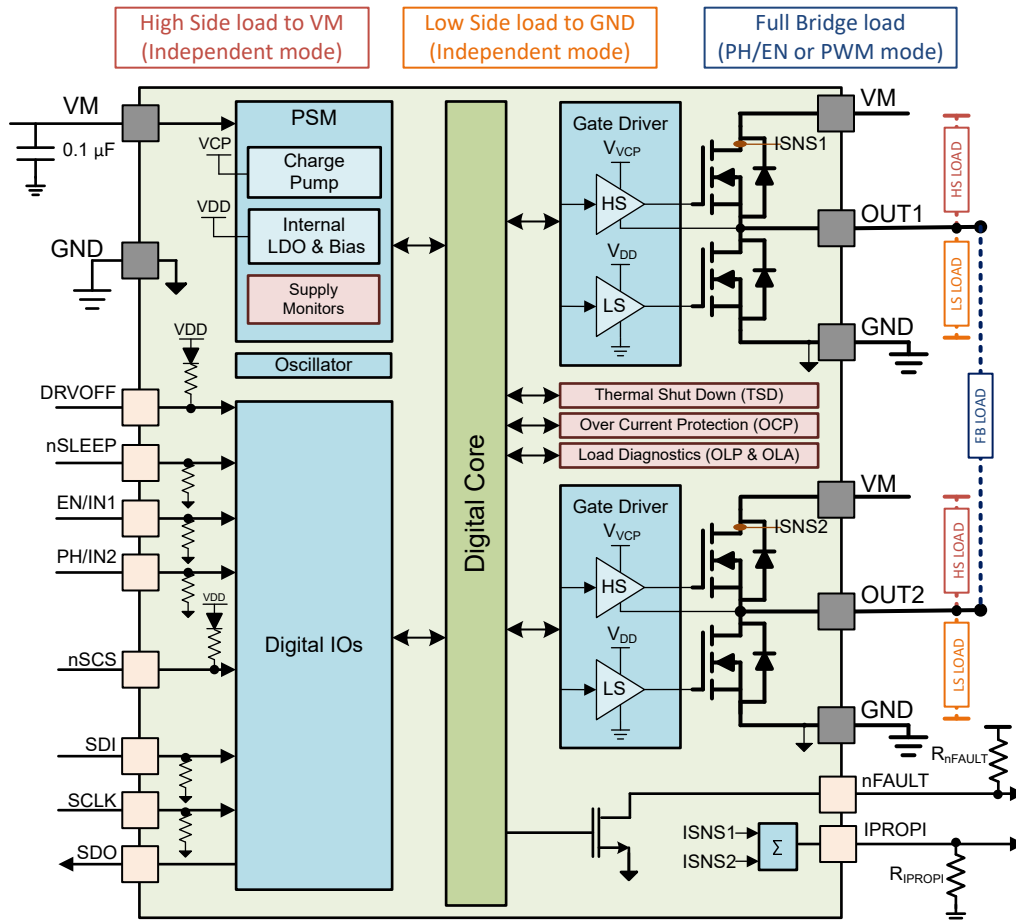 High Side load to VM
(Independent mode)
Low Side load to GND
(Independent mode)
Full Bridge load
(PH/EN or PWM mode)
VM
0.1 µF
GND
PSM
VCP
Charge
Pump
VDD
Internal
LDO & Bias
Supply
Monitors
Oscillator
VDD
DRVOFF
nSLEEP
EN/IN1
PH/IN2
VDD
nSCS
SDI
SCLK
SDO
Digital IOs
Digital Core
Gate Driver
VVCP
HS
VDD
LS
ISNS1
VM
OUT1
GND
HS LOAD
LS LOAD
FB LOAD
Thermal Shut Down (TSD)
Over Current Protection (OCP)
Load Diagnostics (OLP & OLA)
Gate Driver
VVCP
HS
VDD
LS
ISNS2
VM
OUT2
GND
HS LOAD
LS LOAD
RnFAULT
nFAULT
ISNS1
ISNS2
Σ
IPROPI
RIPROPI